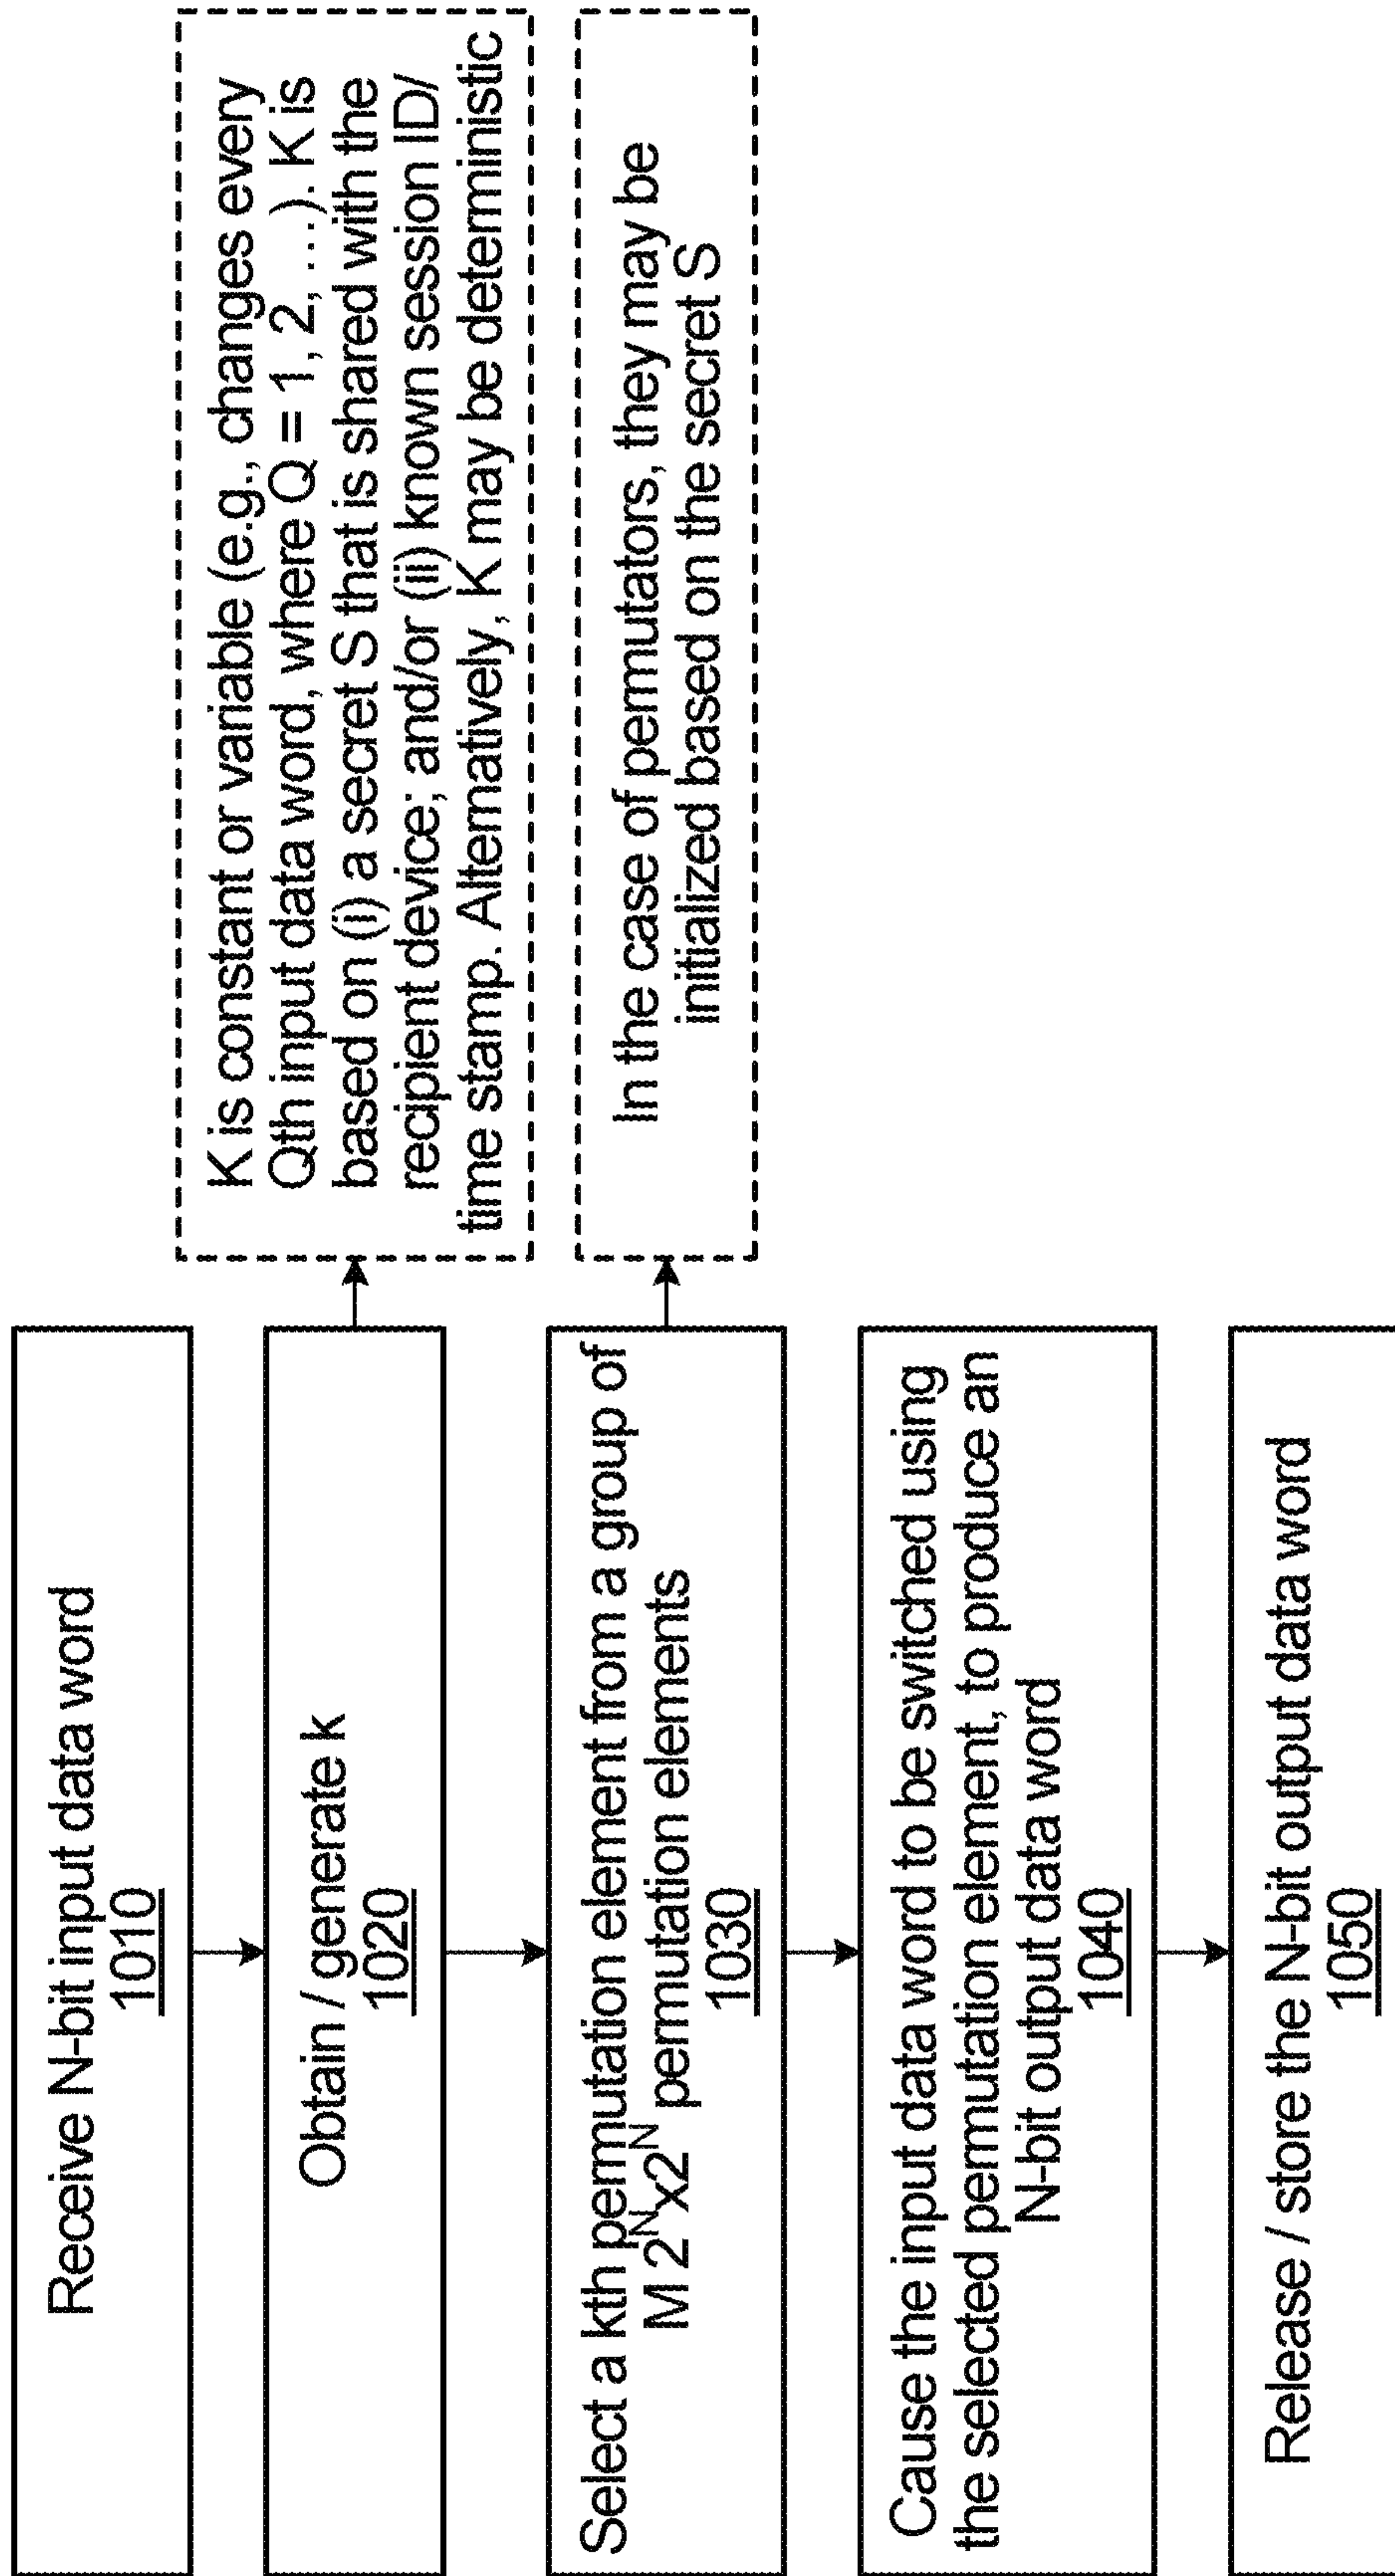 Receive N-bit input data word
1010
Obtain / generate k
1020
K is constant or variable (e.g., changes every
Qth input data word, where Q = 1, 2, …). K is
based on (i) a secret S that is shared with the
recipient device; and/or (ii) known session ID/
time stamp. Alternatively, K may be deterministic
Select a kth permutation element from a group of
M 2^N x2^N permutation elements
1030
In the case of permutators, they may be
initialized based on the secret S
Cause the input data word to be switched using
the selected permutation element, to produce an
N-bit output data word
1040
Release / store the N-bit output data word
1050